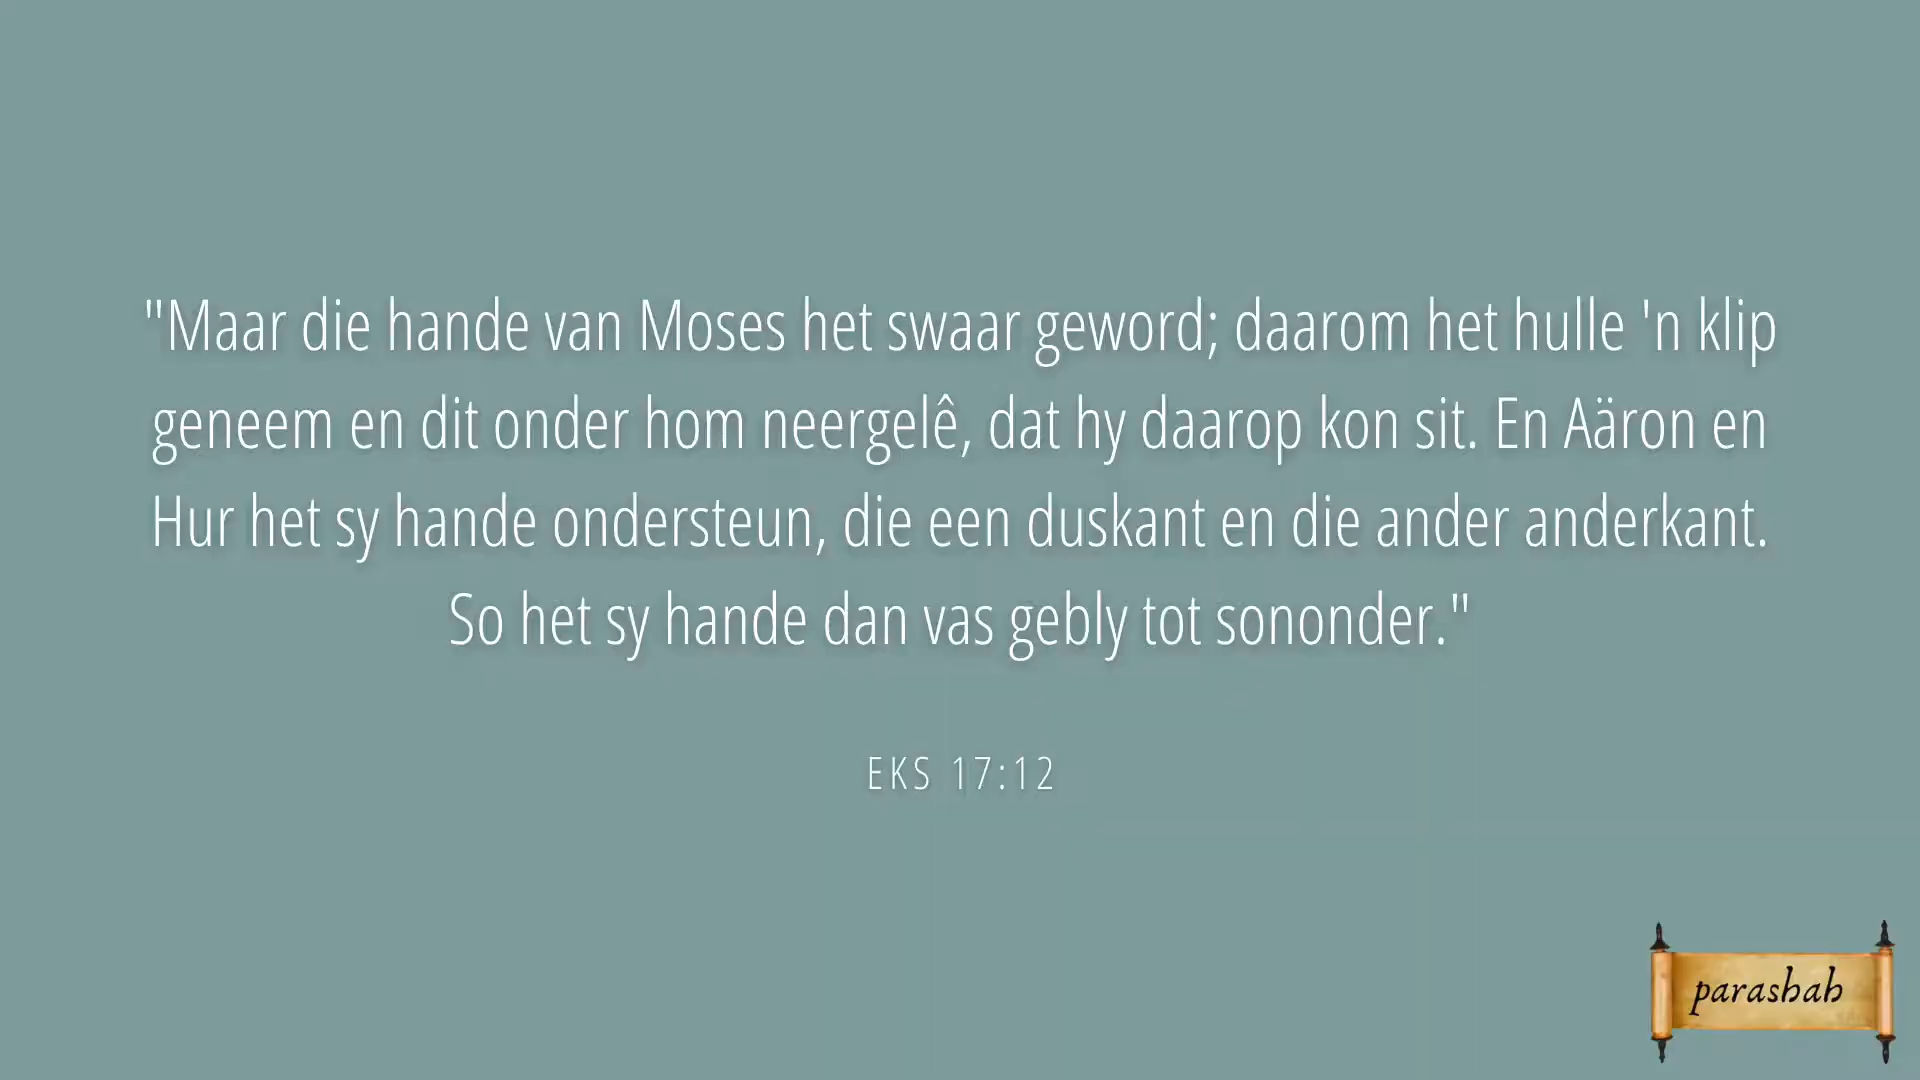 "Maar die hande van Moses het swaar geword; daarom het hulle 'n klip
geneem en dit onder hom neergelê, dat hy daarop kon sit. En Aäron en
Hur het sy hande ondersteun, die een duskant en die ander anderkant.
So het sy hande dan vas gebly tot sononder."
EKS 17:12
parashah